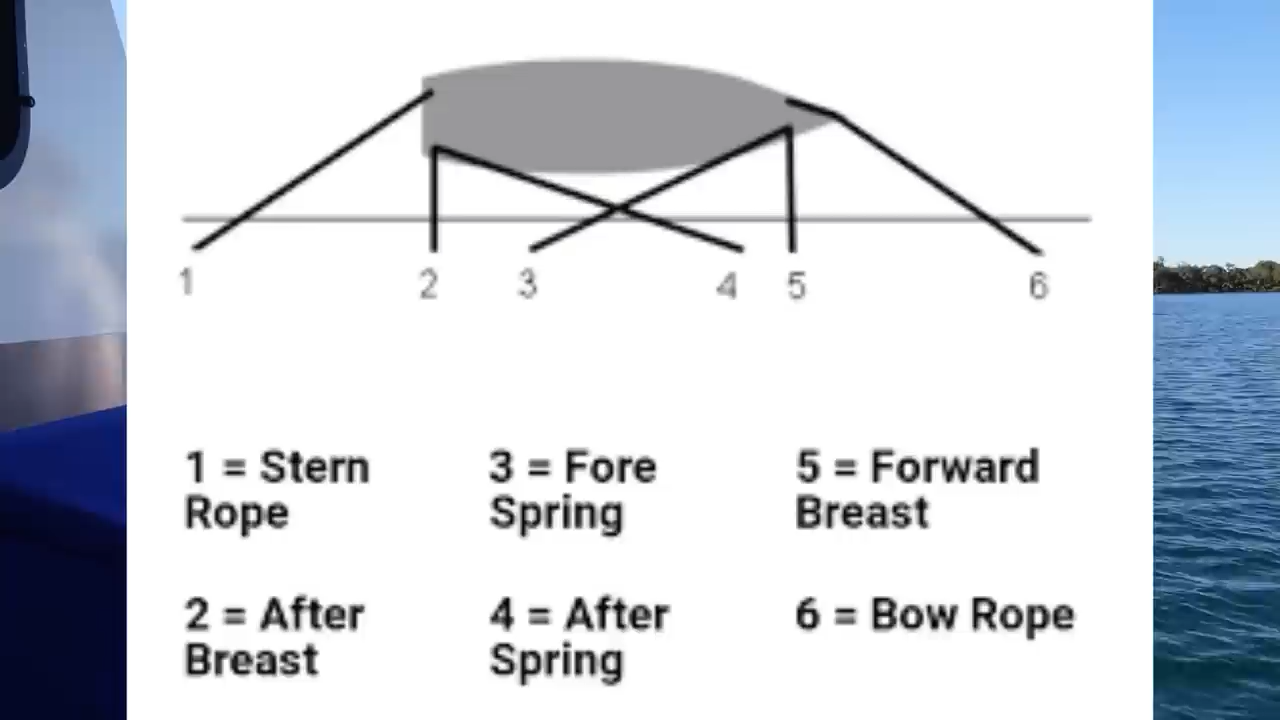 1 2 3 4 5 6
1 = Stern
Rope
3 = Fore
Spring
5 = Forward
Breast
2 = After
Breast
4 = After
Spring
6 = Bow Rope